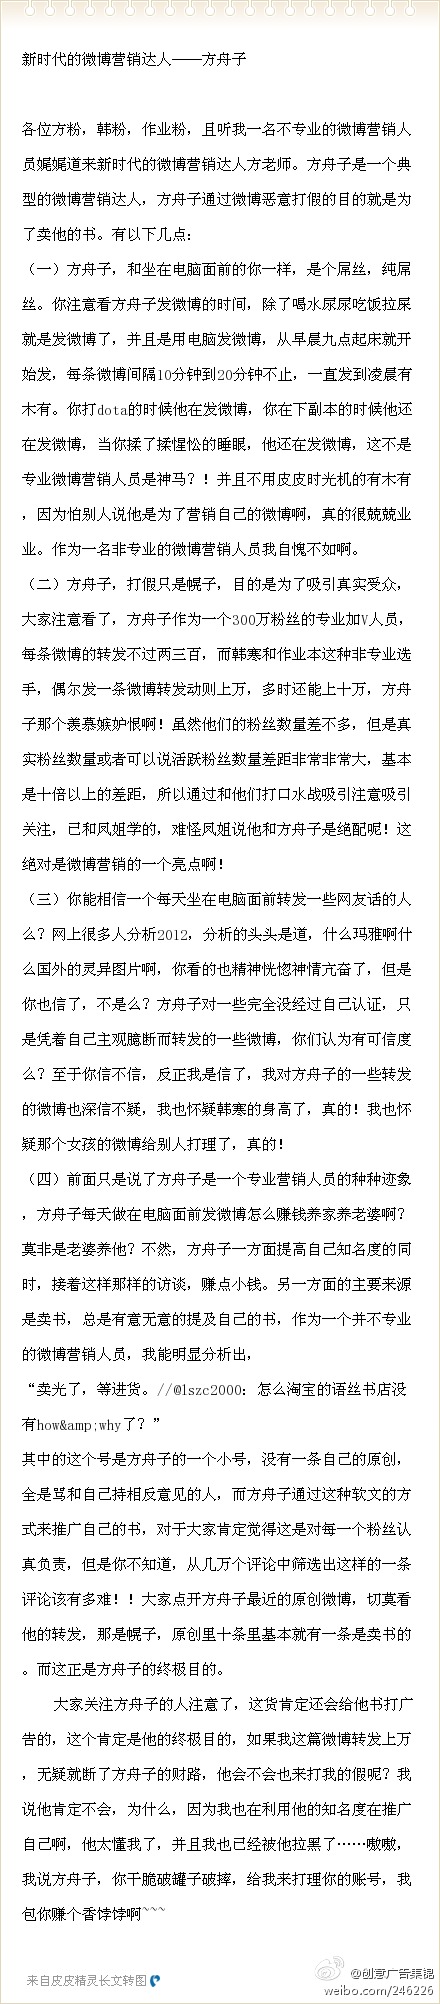 新时代的微博营销达人——方舟子
各位方粉，韩粉，作业粉，且听我一名不专业的微博营销人
员娓娓道来新时代的微博营销达人方老师。方舟子是一个典
型的微博营销达人，方舟子通过微博恶意打假的目的就是为
了卖他的书。有以下几点：
（一）方舟子，和坐在电脑面前的你一样，是个屌丝，纯屌
丝。你注意看方舟子发微博的时间，除了喝水尿尿吃饭拉屎
就是发微博了，并且是用电脑发微博，从早晨九点起床就开
始发，每条微博间隔10分钟到20分钟不止，一直发到凌晨有
木有。你打dota的时候他在发微博，你在下副本的时候他还
在发微博，当你揉了揉惺忪的睡眼，他还在发微博，这不是
专业微博营销人员是神马？！并且不用皮皮时光机的有木有
，因为怕别人说他是为了营销自己的微博啊，真的很兢兢业
业。作为一名非专业的微博营销人员我自愧不如啊。
（二）方舟子，打假只是幌子，目的是为了吸引真实受众，
大家注意看了，方舟子作为一个300万粉丝的专业加V人员，
每条微博的转发不过两三百，而韩寒和作业本这种非专业选
手，偶尔发一条微博转发动则上万，多时还能上十万，方舟
子那个羡慕嫉妒恨啊！虽然他们的粉丝数量差不多，但是真
实粉丝数量或者可以说活跃粉丝数量差距非常非常大，基本
是十倍以上的差距，所以通过和他们打口水战吸引注意吸引
关注，已和凤姐学的，难怪凤姐说他和方舟子是绝配呢！这
绝对是微博营销的一个亮点啊！
（三）你能相信一个每天坐在电脑面前转发一些网友话的人
么？网上很多人分析2012，分析的头头是道，什么玛雅啊什
么国外的灵异图片啊，你看的也精神恍惚神情亢奋了，但是
你也信了，不是么？方舟子对一些完全没经过自己认证，只
是凭着自己主观臆断而转发的一些微博，你们认为有可信度
么？至于你信不信，反正我是信了，我对方舟子的一些转发
的微博也深信不疑，我也怀疑韩寒的身高了，真的！我也怀
疑那个女孩的微博给别人打理了，真的！
（四）前面只是说了方舟子是一个专业营销人员的种种迹象
，方舟子每天做在电脑面前发微博怎么赚钱养家养老婆啊？
莫非是老婆养他？不然，方舟子一方面提高自己知名度的同
时，接着这样那样的访谈，赚点小钱。另一方面的主要来源
是卖书，总是有意无意的提及自己的书，作为一个并不专业
的微博营销人员，我能明显分析出，
“卖光了，等进货。//@lszc2000：怎么淘宝的语丝书店没
有how&amp;why了？”
其中的这个号是方舟子的一个小号，没有一条自己的原创，
全是骂和自己持相反意见的人，而方舟子通过这种软文的方
式来推广自己的书，对于大家肯定觉得这是对每一个粉丝认
真负责，但是你不知道，从几万个评论中筛选出这样的一条
评论该有多难！！大家点开方舟子最近的原创微博，切莫看
他的转发，那是幌子，原创里十条里基本就有一条是卖书的
。而这正是方舟子的终极目的。
大家关注方舟子的人注意了，这货肯定还会给他书打广
告的，这个肯定是他的终极目的，如果我这篇微博转发上万
，无疑就断了方舟子的财路，他会不会也来打我的假呢？我
说他肯定不会，为什么，因为我也在利用他的知名度在推广
自己啊，他太懂我了，并且我也已经被他拉黑了……嗷嗷，
我说方舟子，你干脆破罐子破摔，给我来打理你的账号，我
包你赚个香饽饽啊~~~
来自皮皮精灵长文转图
@创意广告集锦
weibo.com/246226